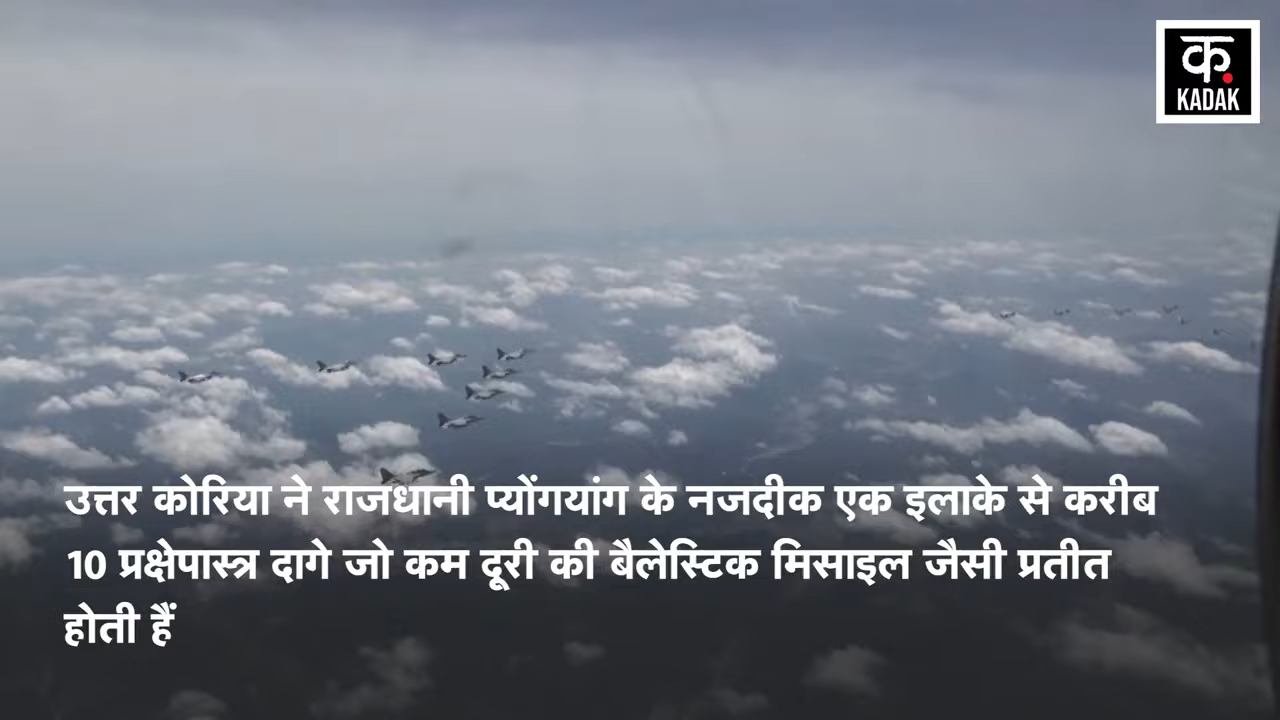 क
KADAK
उत्तर कोरिया ने राजधानी प्योंगयांग के नजदीक एक इलाके से करीब
10 प्रक्षेपास्त्र दागे जो कम दूरी की बैलेस्टिक मिसाइल जैसी प्रतीत
होती हैं